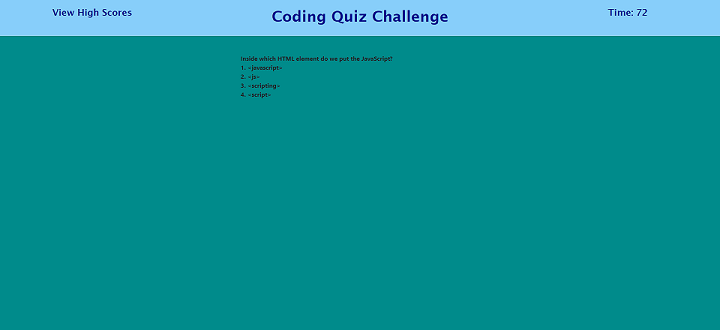 View High Scores
Coding Quiz Challenge
Time: 72
Inside which HTML element do we put the JavaScript?
1. <javascript>
2. <js>
3. <scripting>
4. <script>